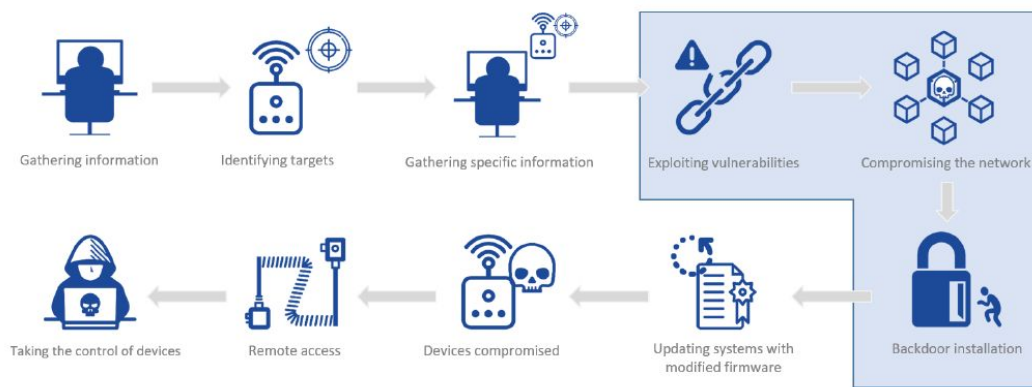 Gathering information
Identifying targets
Gathering specific information
Exploiting vulnerabilities
Compromising the network
Taking the control of devices
Remote access
Devices compromised
Updating systems with
modified firmware
Backdoor installation